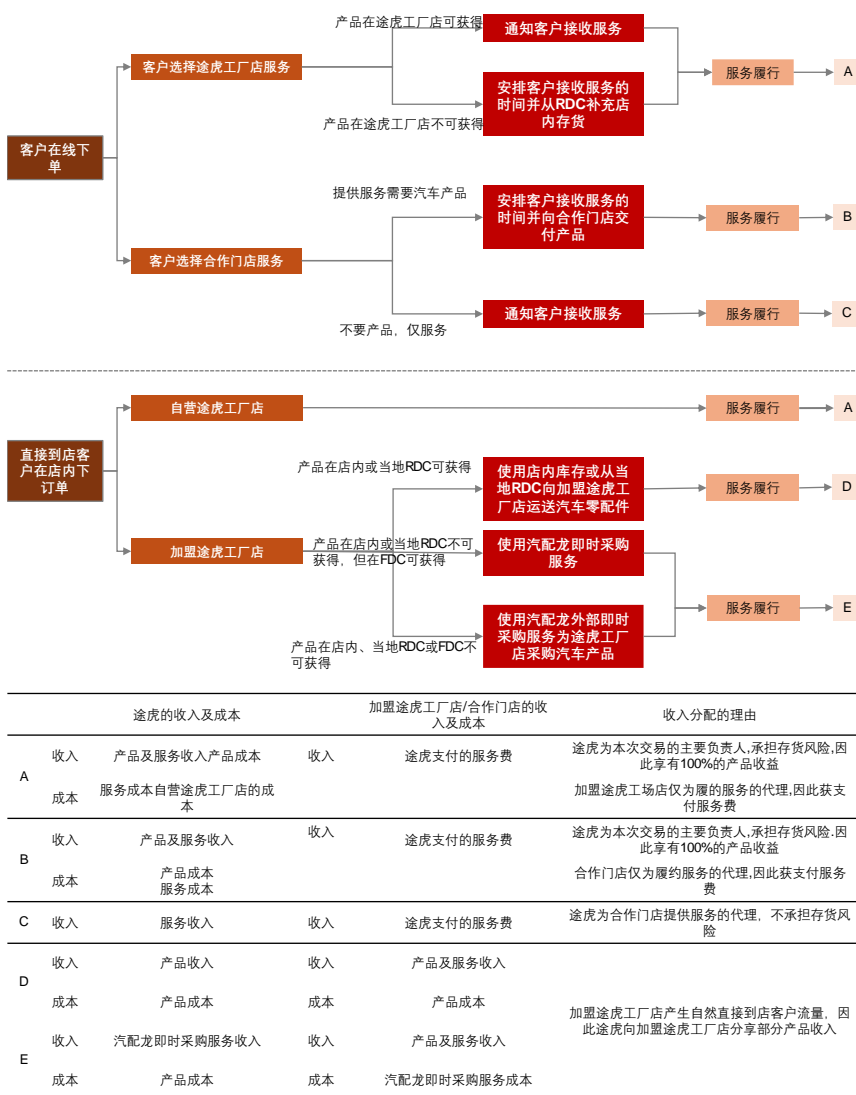 产品在途虎工厂店可获得
通知客户接收服务
客户选择途虎工厂店服务
服务履行
A
安排客户接收服务的
时间并从RDC补充店
内存货
产品在途虎工厂店不可获得
客户在线下
单
提供服务需要汽车产品
安排客户接收服务的
时间并向合作门店交
付产品
服务履行
B
客户选择合作门店服务
通知客户接收服务
服务履行
C
不要产品，仅服务
自营途虎工厂店
服务履行
A
直接到店客
户在店内下
订单
产品在店内或当地RDC可获得
使用店内库存或从当
地RDC向加盟途虎工
厂店运送汽车零配件
服务履行
D
加盟途虎工厂店
产品在店内或当地RDC不可
获得，但在FDC可获得
使用汽配龙即时采购
服务
服务履行
E
使用汽配龙外部即时
采购服务为途虎工厂
店采购汽车产品
产品在店内、当地RDC或FDC不
可获得
途虎的收入及成本
加盟途虎工厂店/合作门店的收
入及成本
收入分配的理由
A
收入
产品及服务收入产品成本
收入
途虎支付的服务费
途虎为本次交易的主要负责人,承担存货风险,因
此享有100%的产品收益
成本
服务成本自营途虎工厂店的成
本
加盟途虎工场店仅为履的服务的代理,因此获支
付服务费
B
收入
产品及服务收入
收入
途虎支付的服务费
途虎为本次交易的主要负责人,承担存货风险.因
此享有100%的产品收益
成本
产品成本
服务成本
合作门店仅为履约服务的代理,因此获支付服务
费
C
收入
服务收入
收入
途虎支付的服务费
途虎为合作门店提供服务的代理，不承担存货风
险
D
收入
产品收入
收入
产品及服务收入
成本
产品成本
成本
产品成本
加盟途虎工厂店产生自然直接到店客户流量，因
此途虎向加盟途虎工厂店分享部分产品收入
E
收入
汽配龙即时采购服务收入
收入
产品及服务收入
成本
产品成本
成本
汽配龙即时采购服务成本